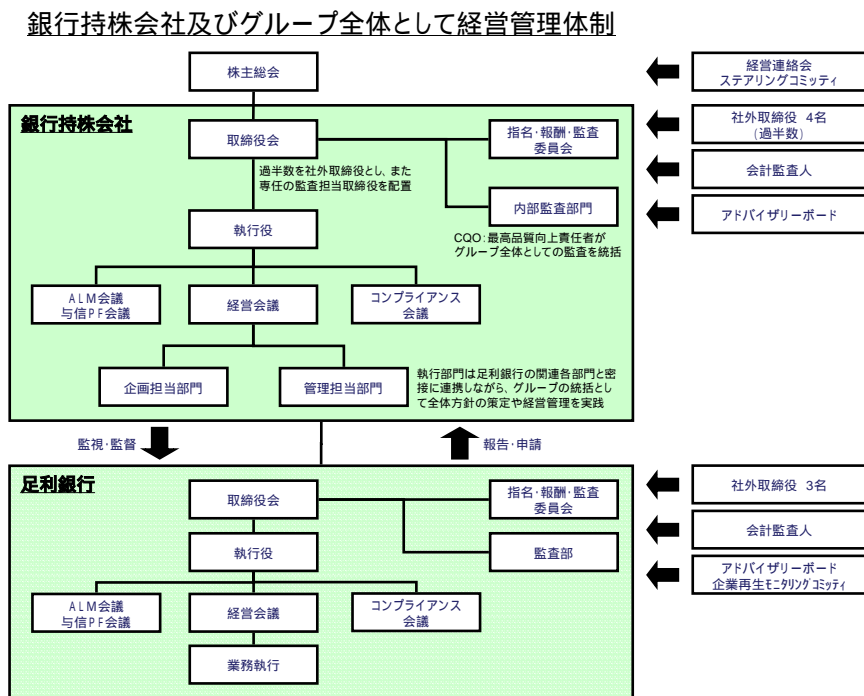 銀行持株会社及びグループ全体として経営管理体制
株主総会
経営連絡会
ステアリングコミッティ
銀行持株会社
取締役会
指名・報酬・監査
委員会
社外取締役 4名
(過半数)
過半数を社外取締役とし、また
専任の監査担当取締役を配置
会計監査人
内部監査部門
アドバイザリーボード
執行役
CQO:最高品質向上責任者が
グループ全体としての監査を統括
ALM会議
与信PF会議
経営会議
コンプライアンス
会議
企画担当部門
管理担当部門
執行部門は足利銀行の関連各部門と密
接に連携しながら、グループの統括とし
て全体方針の策定や経営管理を実践
監視・監督
報告・申請
足利銀行
取締役会
指名・報酬・監査
委員会
社外取締役 3名
会計監査人
執行役
監査部
アドバイザリーボード
企業再生モニタリングコミッティ
ALM会議
与信PF会議
経営会議
コンプライアンス
会議
業務執行